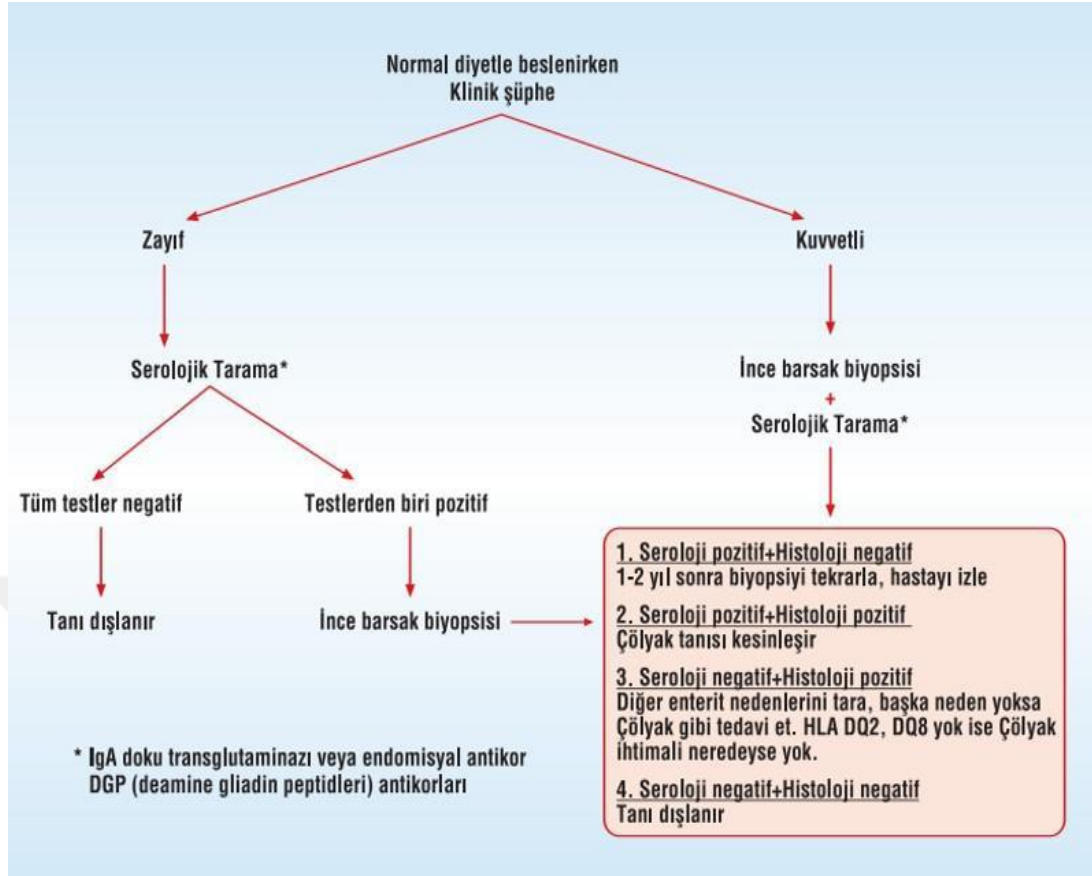 Normal diyetle beslenirken
Klinik şüphe
Zayıf
Kuvvetli
Serolojik Tarama*
İnce barsak biyopsisi
+
Serolojik Tarama*
Tüm testler negatif
Testlerden biri pozitif
Tanı dışlanır
İnce barsak biyopsisi
1. Seroloji pozitif+Histoloji negatif
1-2 yıl sonra biyopsiyi tekrarla, hastayı izle
2. Seroloji pozitif+Histoloji pozitif
Çölyak tanısı kesinleşir
3. Seroloji negatif+Histoloji pozitif
Diğer enterit nedenlerini tara, başka neden yoksa
Çölyak gibi tedavi et. HLA DQ2, DQ8 yok ise Çölyak
ihtimali neredeyse yok.
4. Seroloji negatif+Histoloji negatif
Tanı dışlanır
* IgA doku transglutaminazı veya endomisyal antikor
DGP (deamine gliadin peptidleri) antikorları